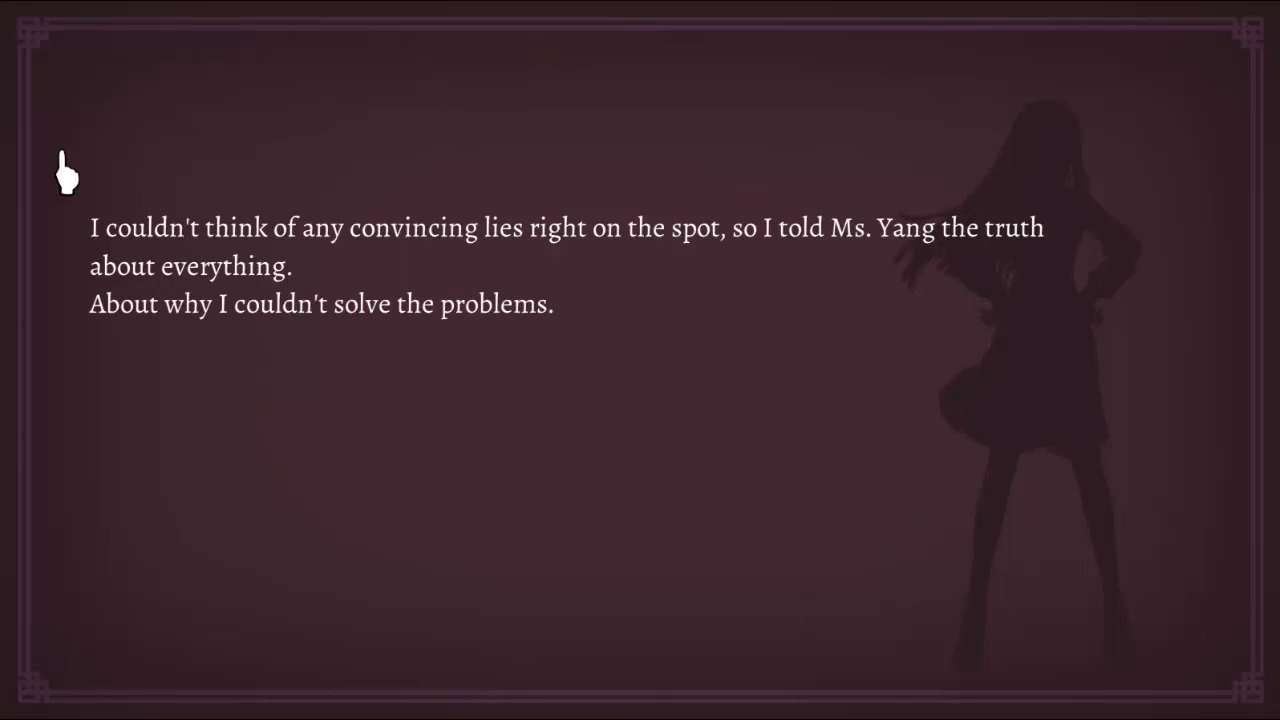 I couldn't think of any convincing lies right on the spot, so I told Ms. Yang the truth
about everything.
About why I couldn't solve the problems.